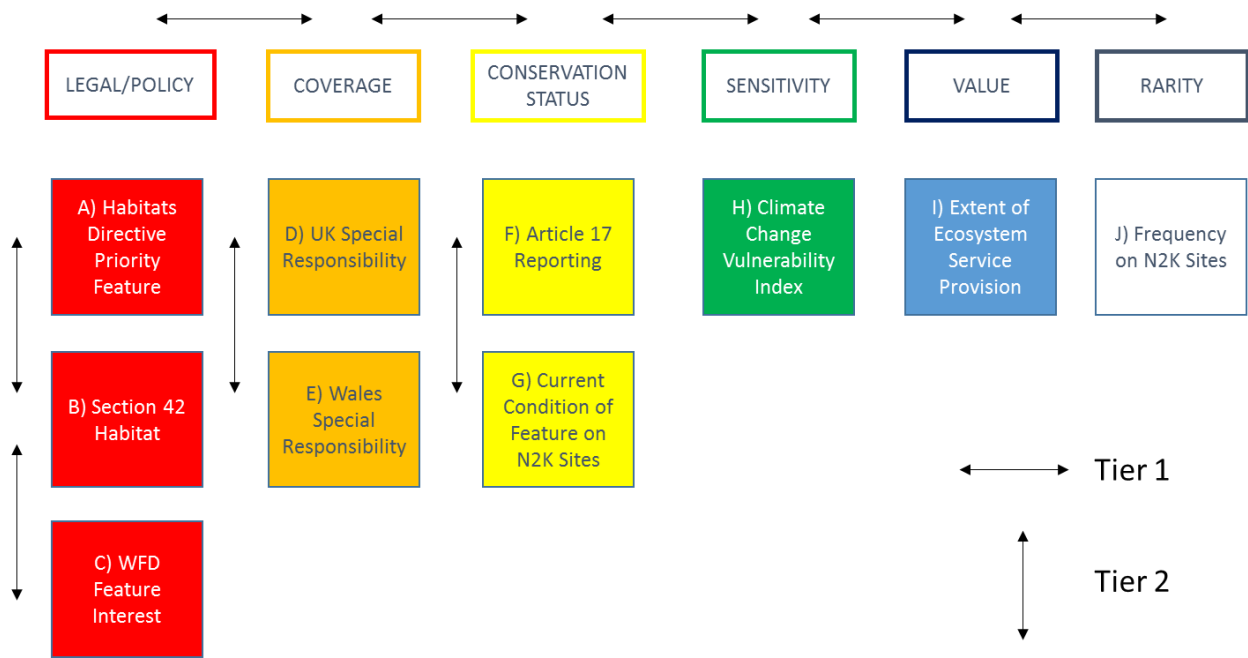 LEGAL/POLICY
COVERAGE
CONSERVATION
STATUS
SENSITIVITY
VALUE
RARITY
A) Habitats
Directive
Priority
Feature
D) UK Special
Responsibility
F) Article 17
Reporting
H) Climate
Change
Vulnerability
Index
I) Extent of
Ecosystem
Service
Provision
J) Frequency
on N2K Sites
B) Section 42
Habitat
E) Wales
Special
Responsibility
G) Current
Condition of
Feature on
N2K Sites
Tier 1
C) WFD
Feature
Interest
Tier 2